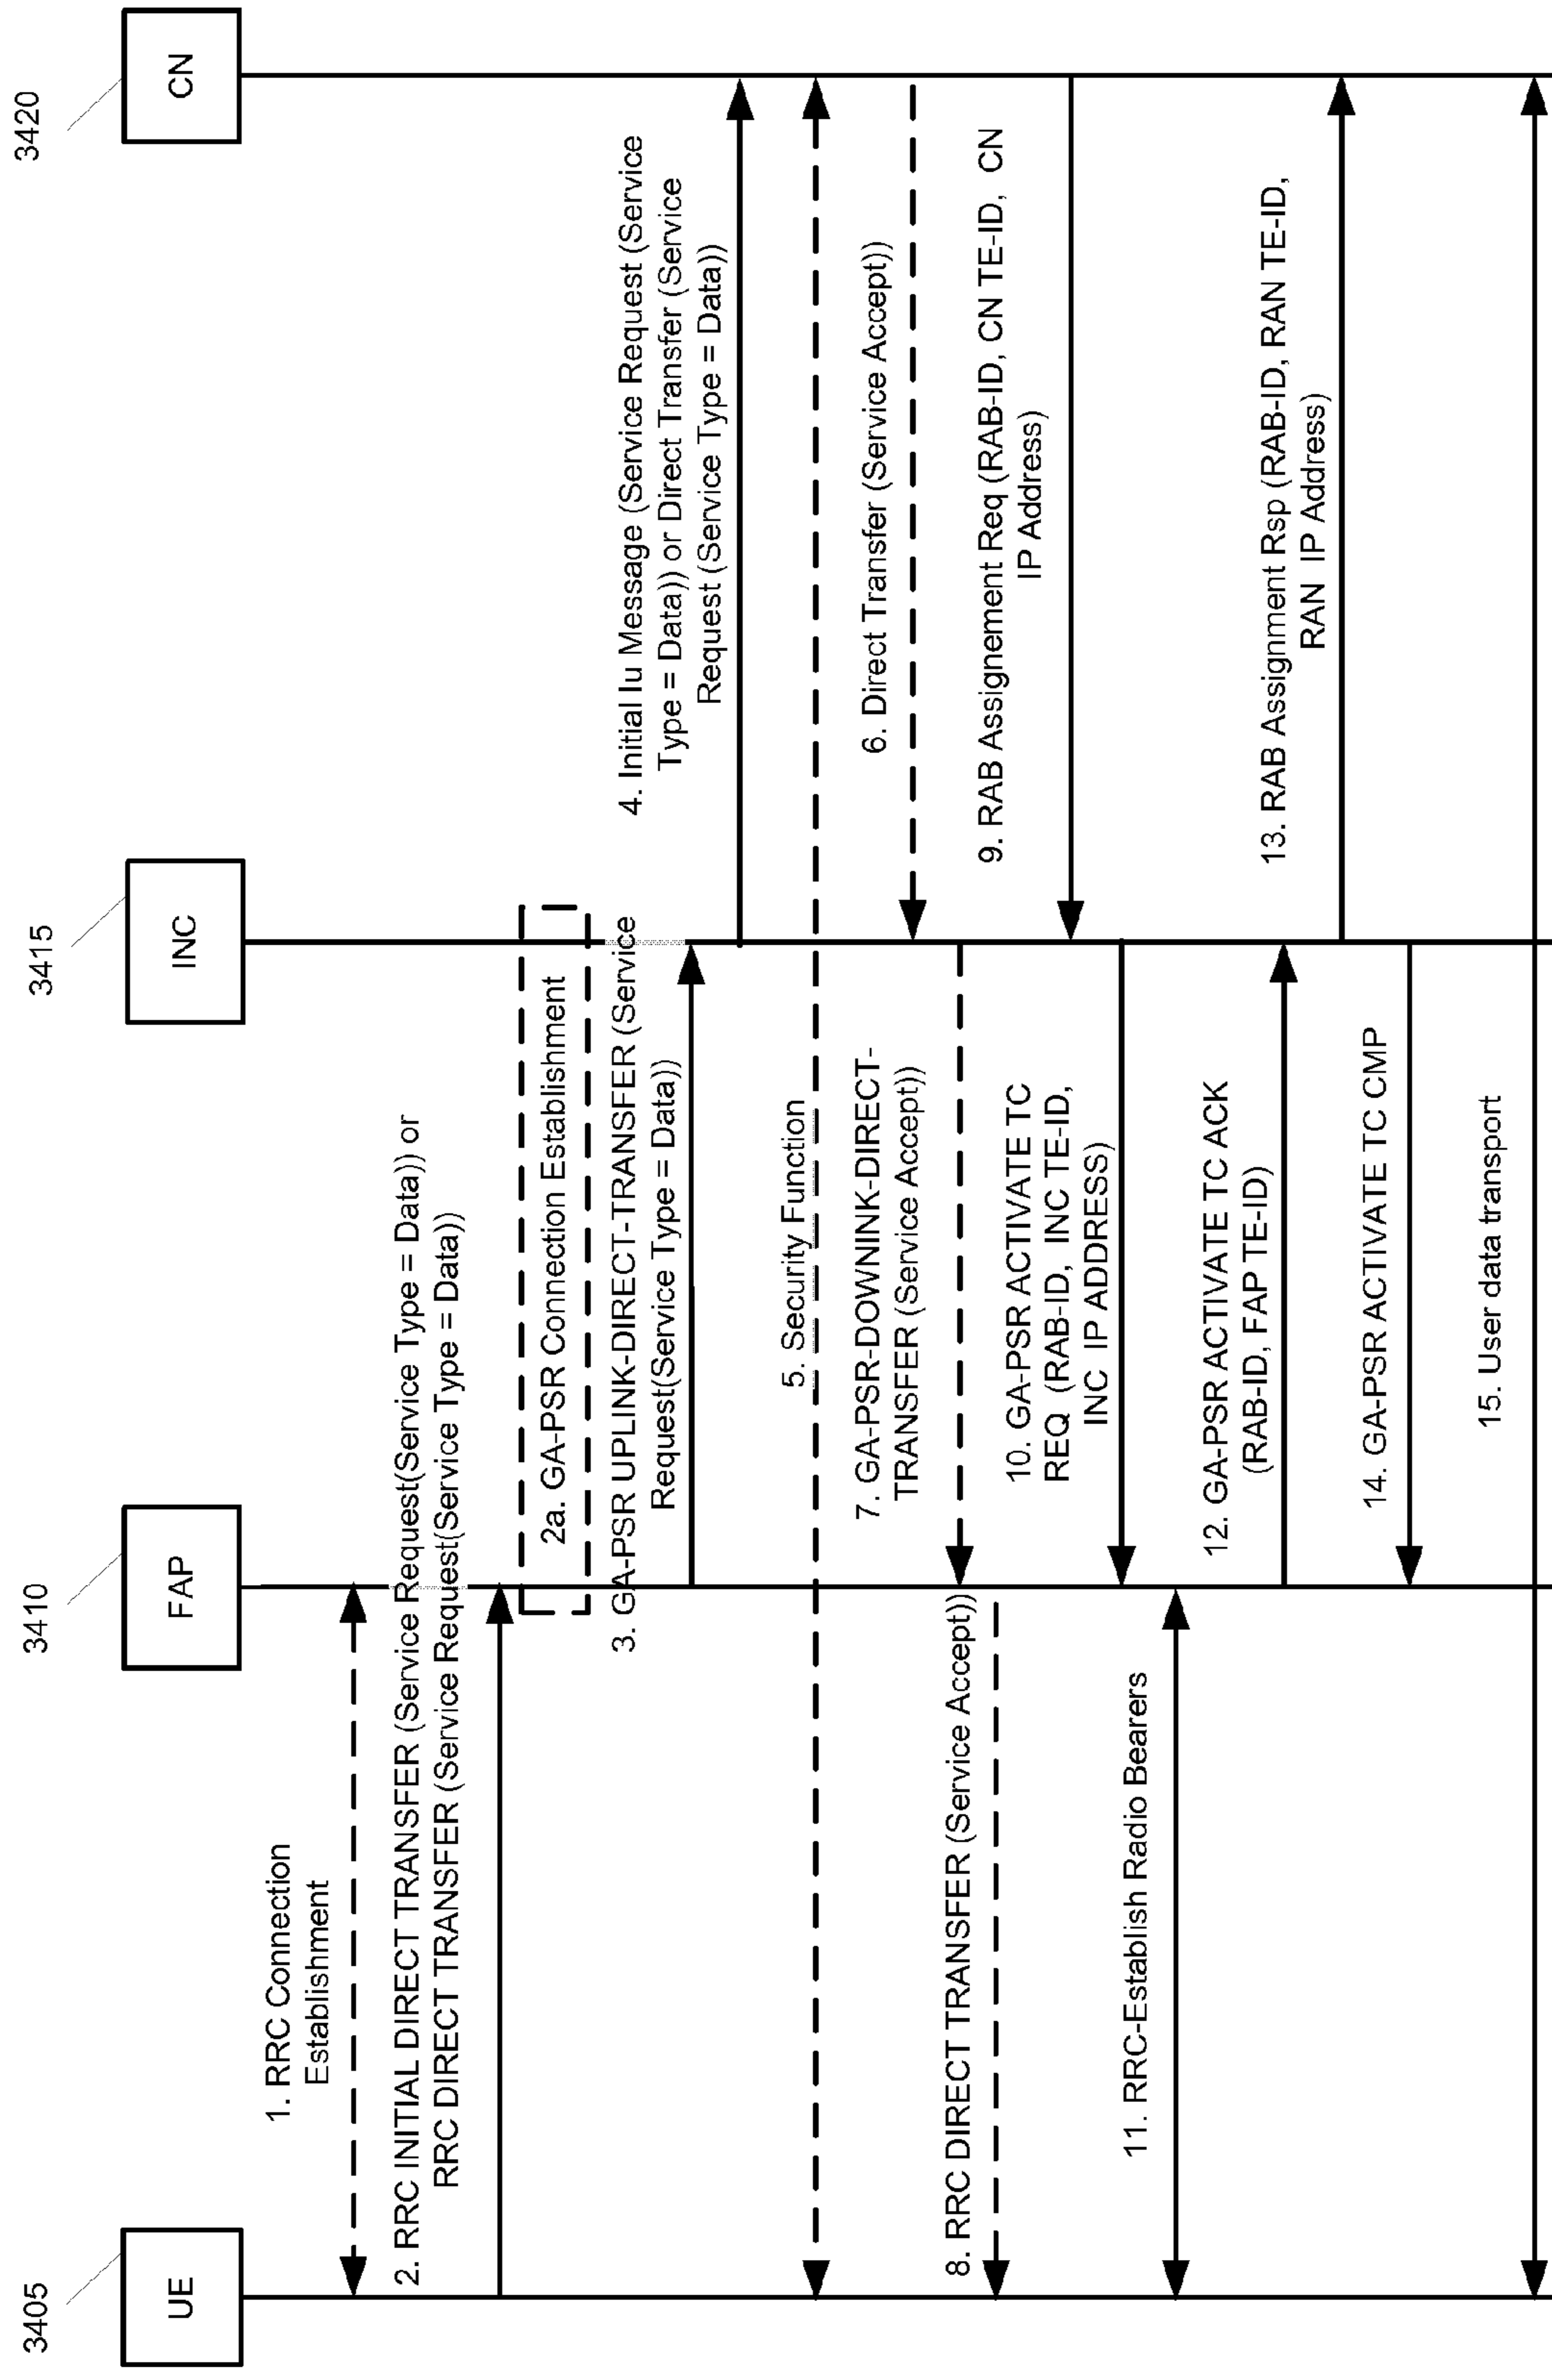 3405
3410
3415
3420
UE
FAP
INC
CN
1. RRC Connection
Establishment
2. RRC INITIAL DIRECT TRANSFER (Service Request(Service Type = Data)) or
RRC DIRECT TRANSFER (Service Request(Service Type = Data))
2a. GA-PSR Connection Establishment
3. GA-PSR UPLINK-DIRECT-TRANSFER (Service
Request(Service Type = Data))
4. Initial Iu Message (Service Request (Service
Type = Data)) or Direct Transfer (Service
Request (Service Type = Data))
5. Security Function
6. Direct Transfer (Service Accept))
7. GA-PSR-DOWNINK-DIRECT-
TRANSFER (Service Accept))
8. RRC DIRECT TRANSFER (Service Accept))
9. RAB Assignement Req (RAB-ID, CN TE-ID, CN
IP Address)
10. GA-PSR ACTIVATE TC
REQ (RAB-ID, INC TE-ID,
INC IP ADDRESS)
11. RRC-Establish Radio Bearers
12. GA-PSR ACTIVATE TC ACK
(RAB-ID, FAP TE-ID)
13. RAB Assignment Rsp (RAB-ID, RAN TE-ID,
RAN IP Address)
14. GA-PSR ACTIVATE TC CMP
15. User data transport